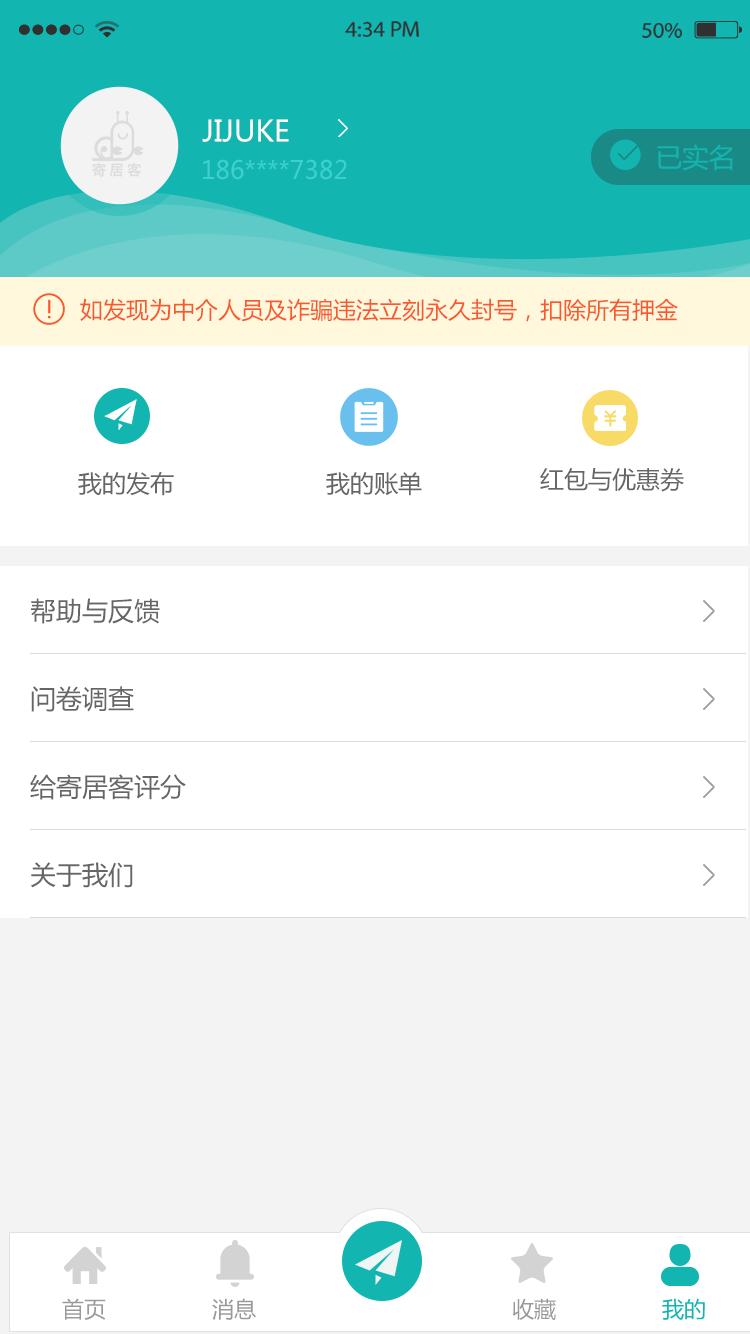 4:34 PM
50%
JIJUKE
186****7382
已实名
寄居客
如发现为中介人员及诈骗违法立刻永久封号，扣除所有押金
我的发布
我的账单
红包与优惠券
帮助与反馈
问卷调查
给寄居客评分
关于我们
首页
消息
收藏
我的